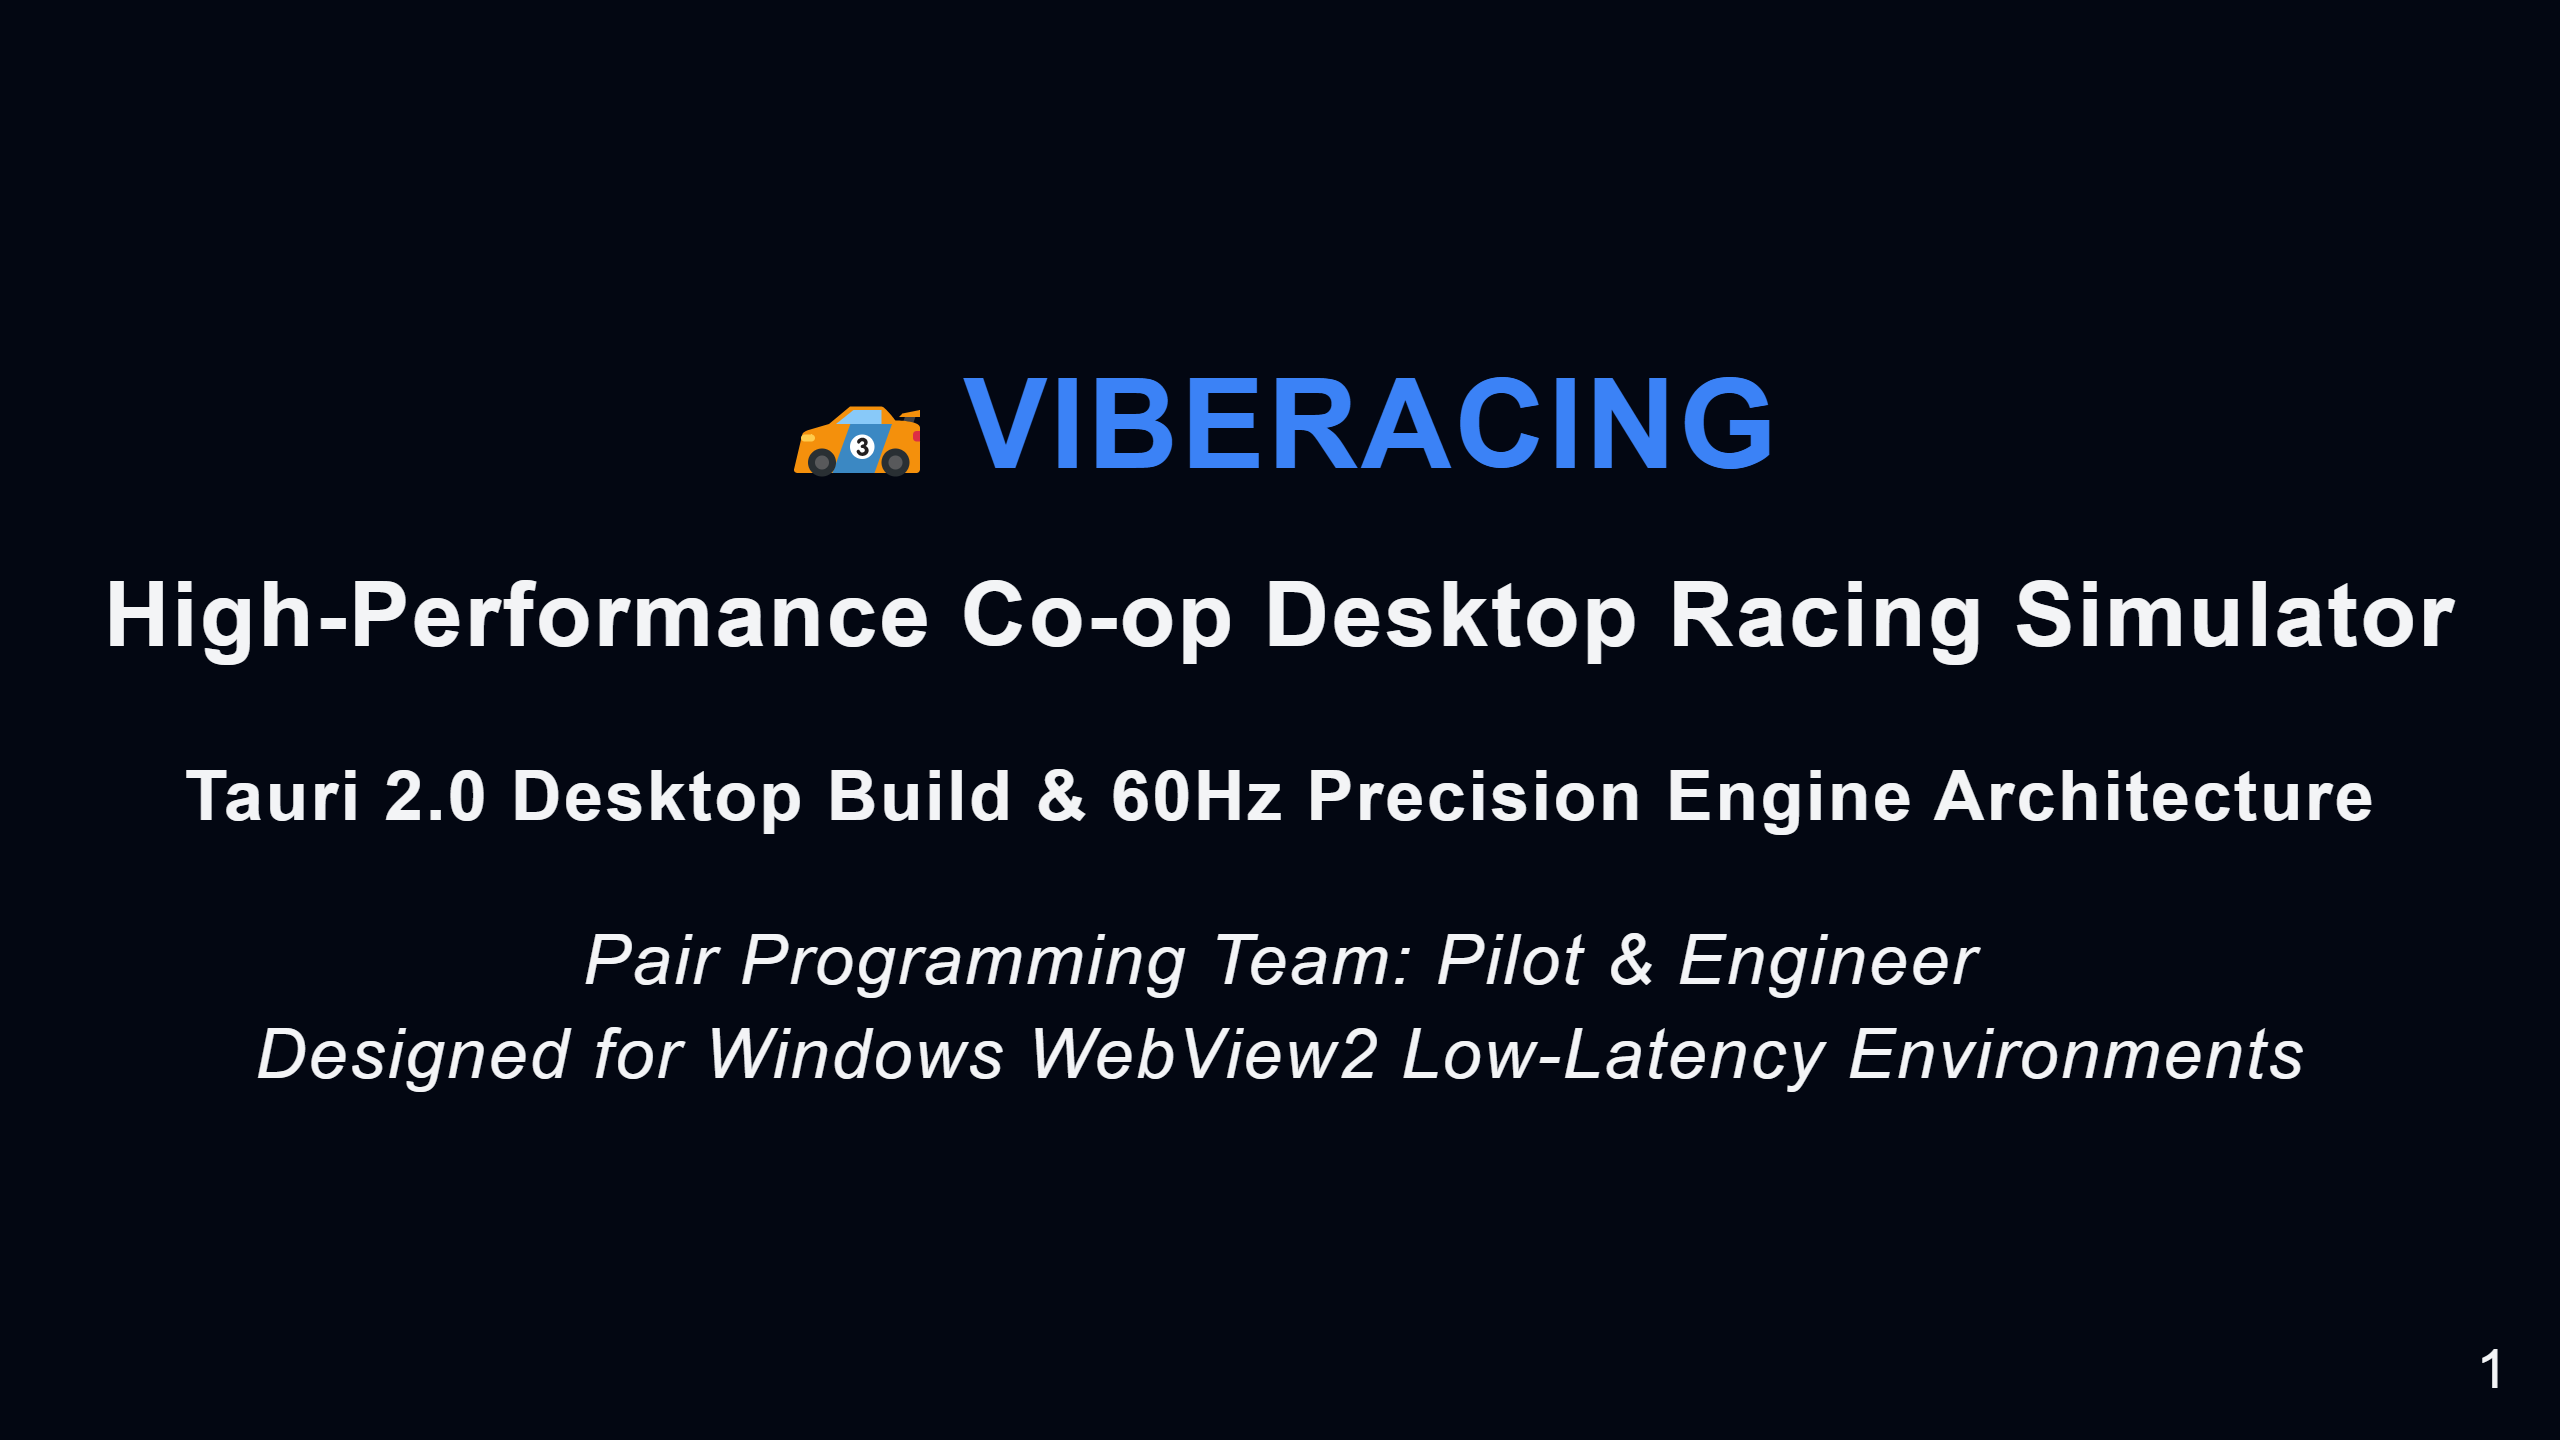 3 VIBERACING
High-Performance Co-op Desktop Racing Simulator
Tauri 2.0 Desktop Build & 60Hz Precision Engine Architecture
Pair Programming Team: Pilot & Engineer
Designed for Windows WebView2 Low-Latency Environments
1